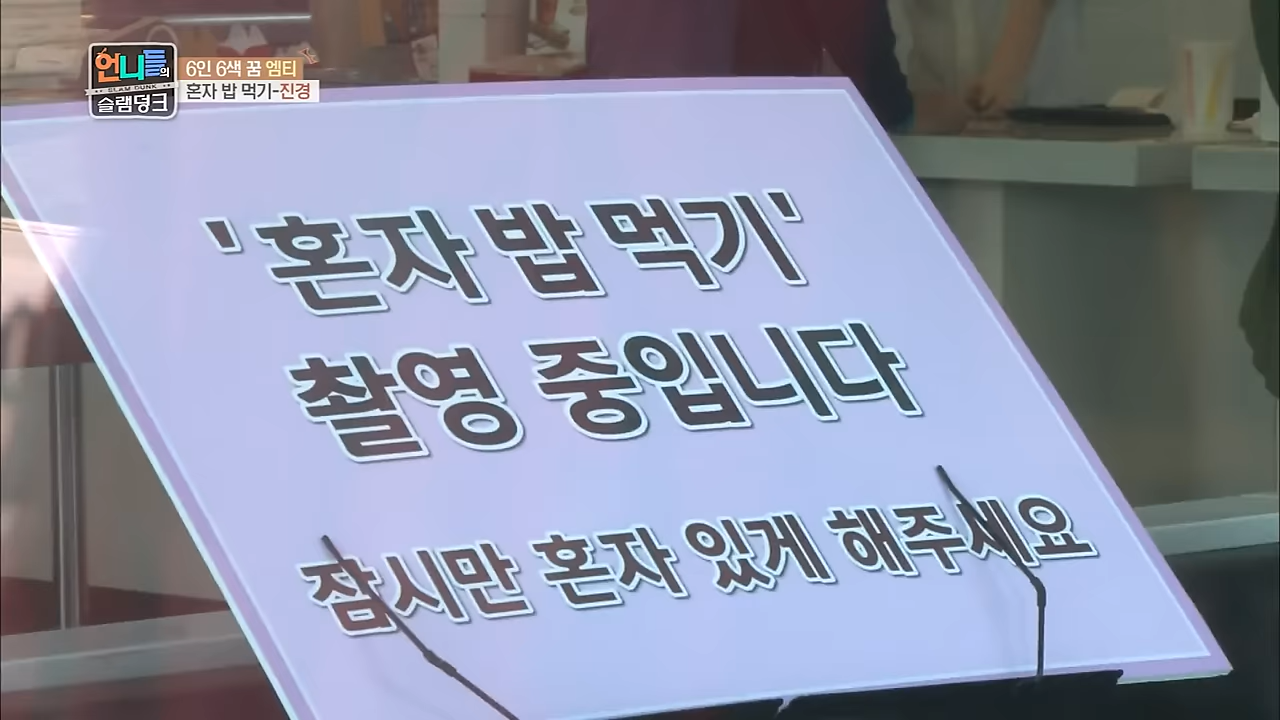 언니들의
SLAM DUNK
슬램덩크
6인 6색 꿈 엠티
혼자 밥 먹기-진경
'혼자 밥 먹기'
촬영 중입니다
잠시만 혼자 있게 해주세요